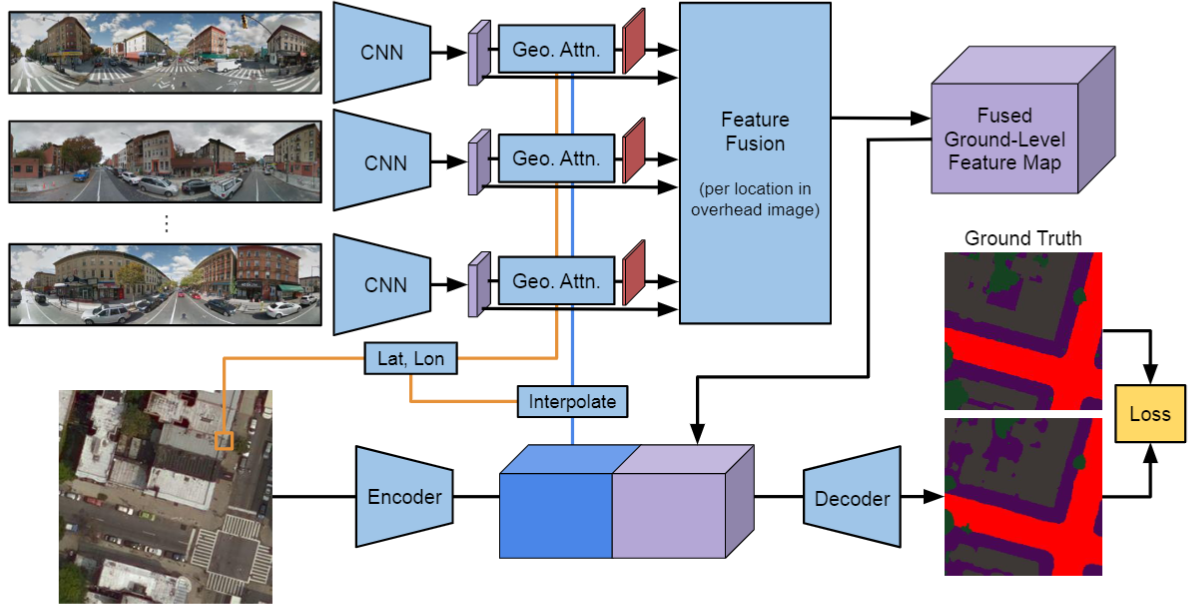 CNN
Geo. Attn.
CNN
Geo. Attn.
⋮
CNN
Geo. Attn.
Feature
Fusion
(per location in
overhead image)
Fused
Ground-Level
Feature Map
Ground Truth
Lat, Lon
Interpolate
Encoder
Decoder
Loss